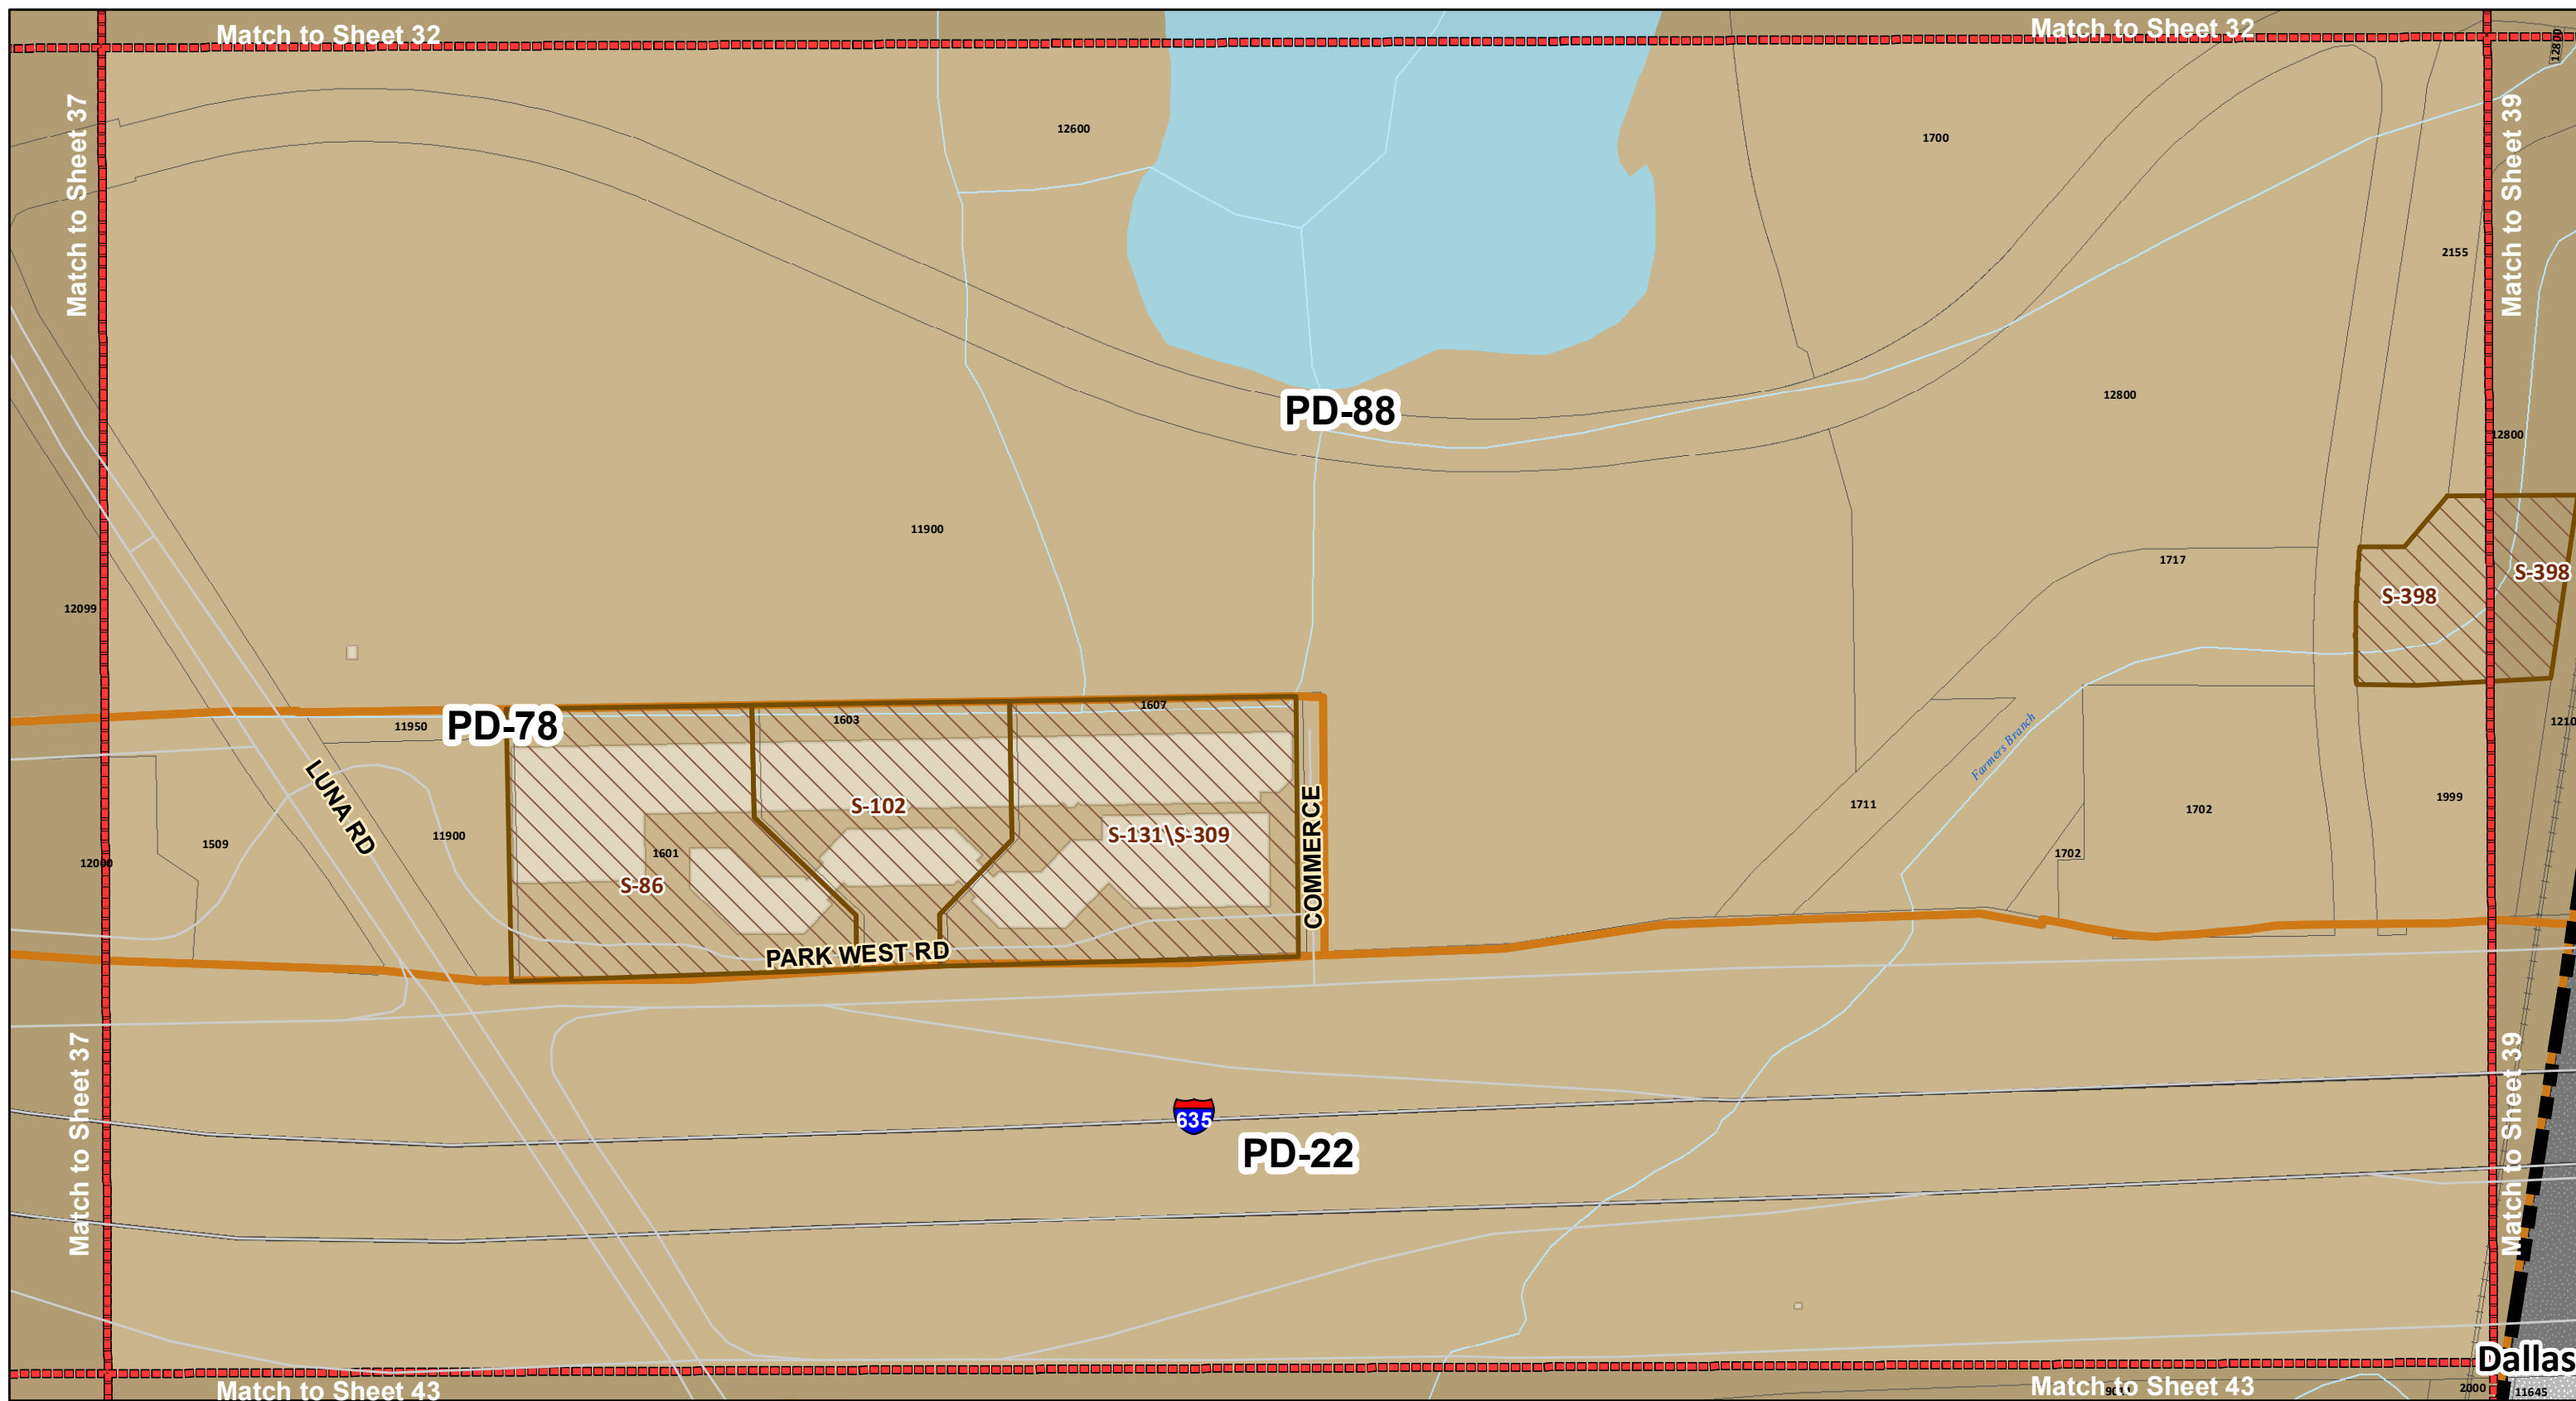 Match to Sheet 32
Match to Sheet 32
12800
Match to Sheet 37
Match to Sheet 39
12600
1700
2155
PD-88
12800
12800
11900
1717
S-398
S-398
12099
PD-78
11950
1603
1607
1210
Farmers Branch
LUNA RD
S-102
COMMERCE
1999
1711
1702
11900
1509
S-131\S-309
1601
1702
12000
S-86
PARK WEST RD
635
PD-22
Match to Sheet 37
Match to Sheet 39
Dallas
Match to Sheet 43
Match to Sheet 43
2000
11645